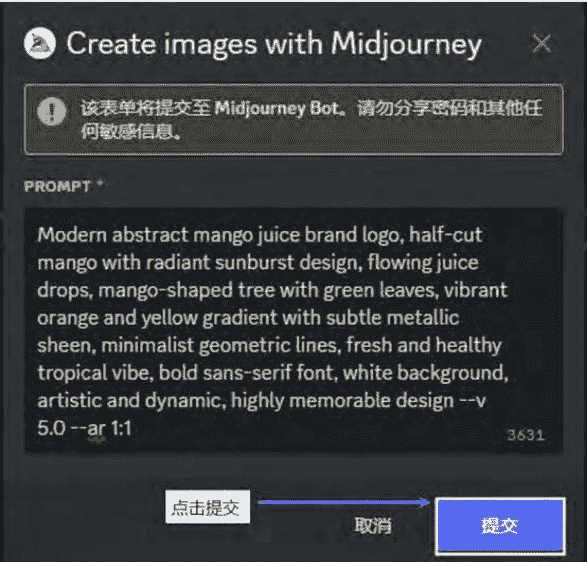 Create images with Midjourney
该表单将提交至 Midjourney Bot。请勿分享密码和其他任
何敏感信息。
PROMPT *
Modern abstract mango juice brand logo, half-cut
mango with radiant sunburst design, flowing juice
drops, mango-shaped tree with green leaves, vibrant
orange and yellow gradient with subtle metallic
sheen, minimalist geometric lines, fresh and healthy
tropical vibe, bold sans-serif font, white background,
artistic and dynamic, highly memorable design --v
5.0 --ar 1:1
3631
点击提交
取消
提交